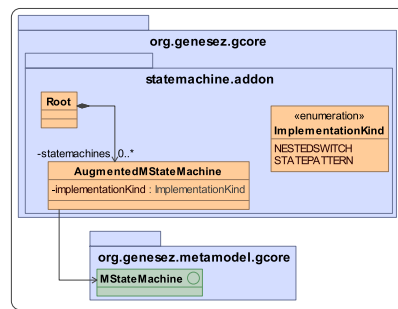 org.genesez.gcore
statemachine.addon
Root
«enumeration»
ImplementationKind
NESTEDSWITCH
STATEPATTERN
-statemachines 0..*
AugmentedMStateMachine
-implementationKind : ImplementationKind
org.genesez.metamodel.gcore
MStateMachine